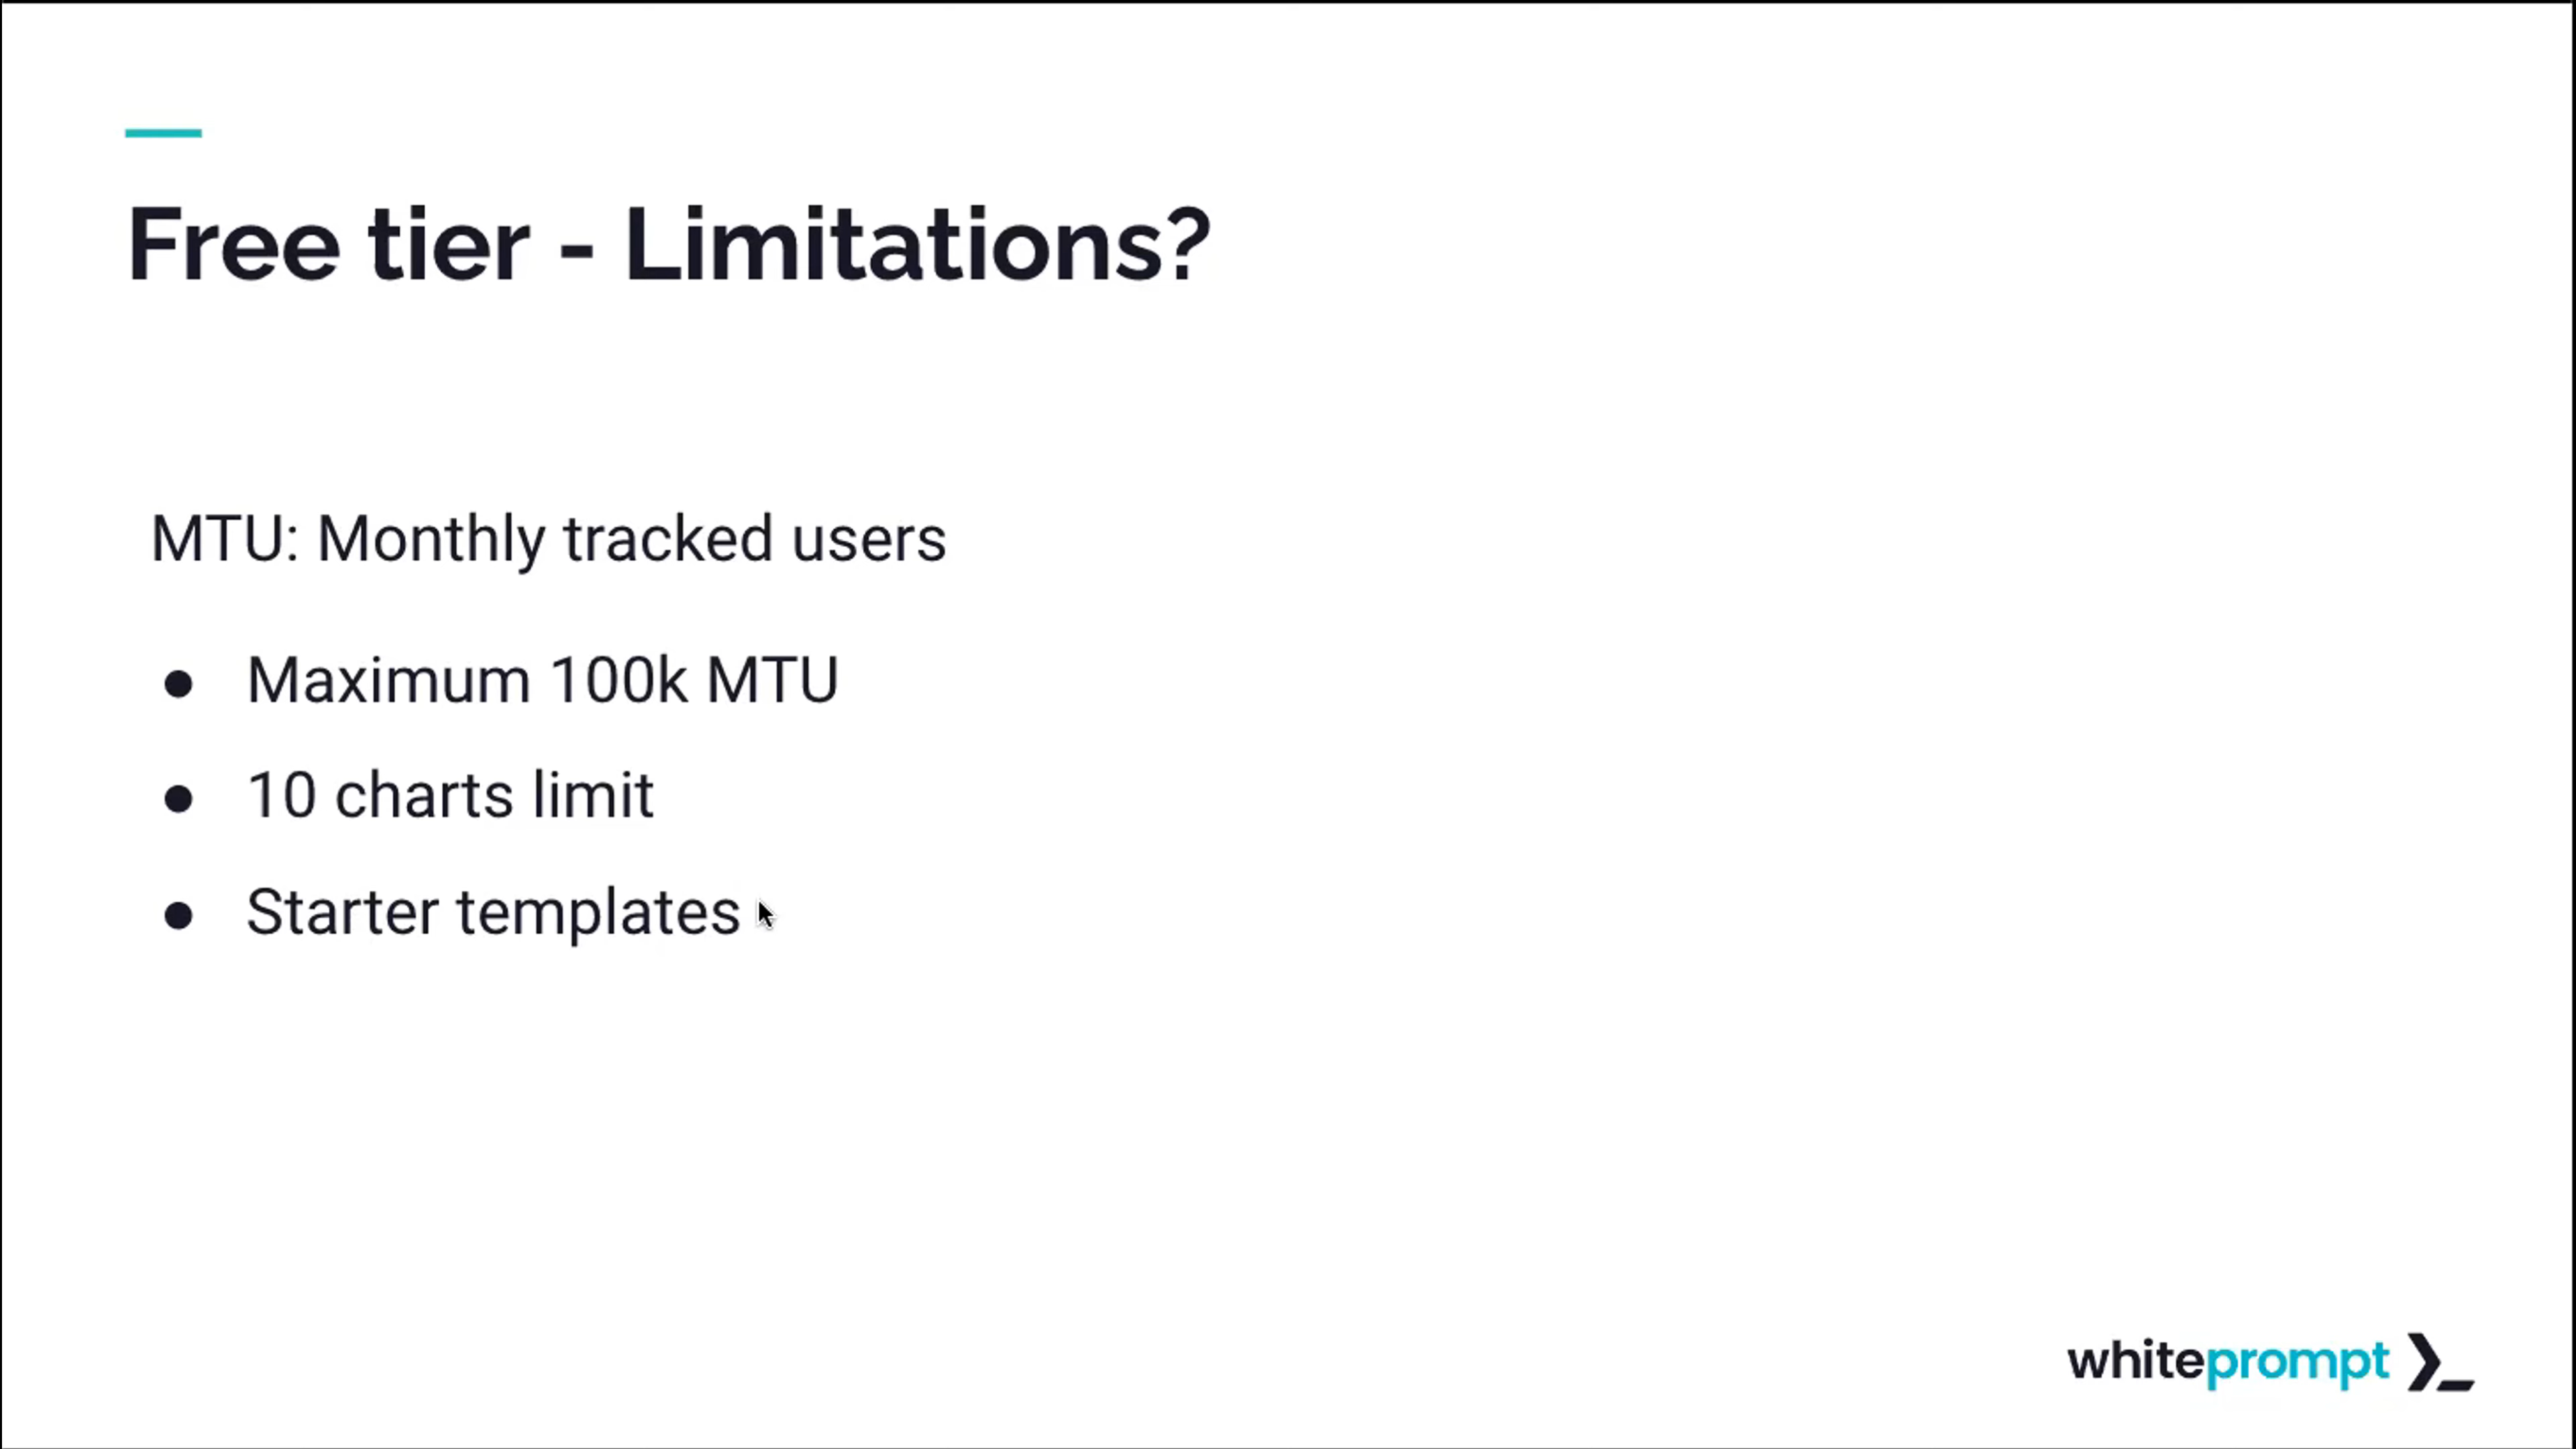 Free tier - Limitations?
MTU: Monthly tracked users
● Maximum 100k MTU
● 10 charts limit
● Starter templates
whiteprompt